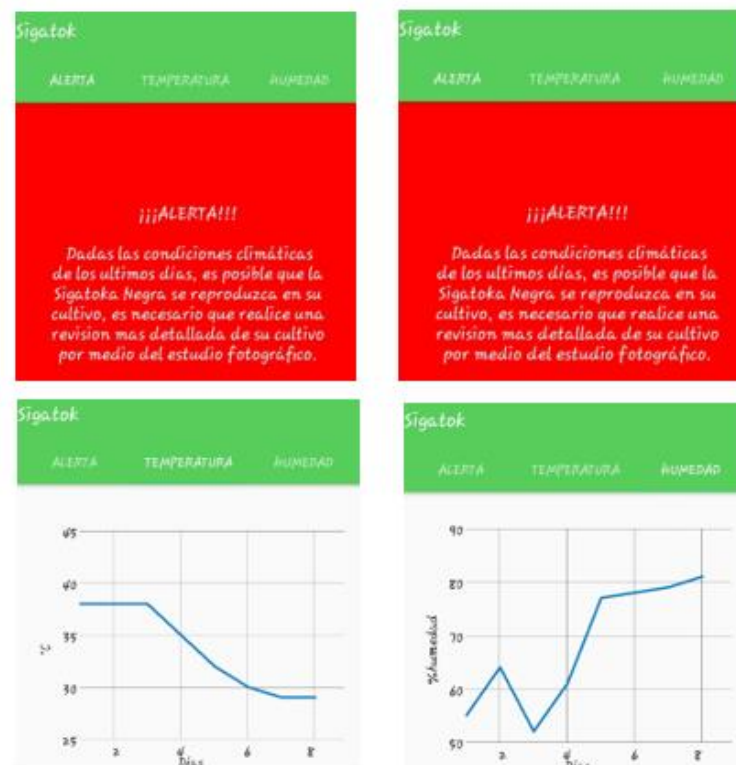 Sigatok
ALERTA TEMPERATURA HUMEDAD
¡¡¡ALERTA!!!
Dadas las condiciones climáticas
de los ultimos días, es posible que la
Sigatoka Negra se reproduzca en su
cultivo, es necesario que realice una
revision mas detallada de su cultivo
por medio del estudio fotográfico.
Sigatok
ALERTA TEMPERATURA HUMEDAD
¡¡¡ALERTA!!!
Dadas las condiciones climáticas
de los ultimos días, es posible que la
Sigatoka Negra se reproduzca en su
cultivo, es necesario que realice una
revision mas detallada de su cultivo
por medio del estudio fotográfico.
Sigatok
ALERTA TEMPERATURA HUMEDAD
45
40
35
°C
30
25
2 4 6 8
Días
Sigatok
ALERTA TEMPERATURA HUMEDAD
90
80
70
%humedad
60
50
2 4 6 8
Días